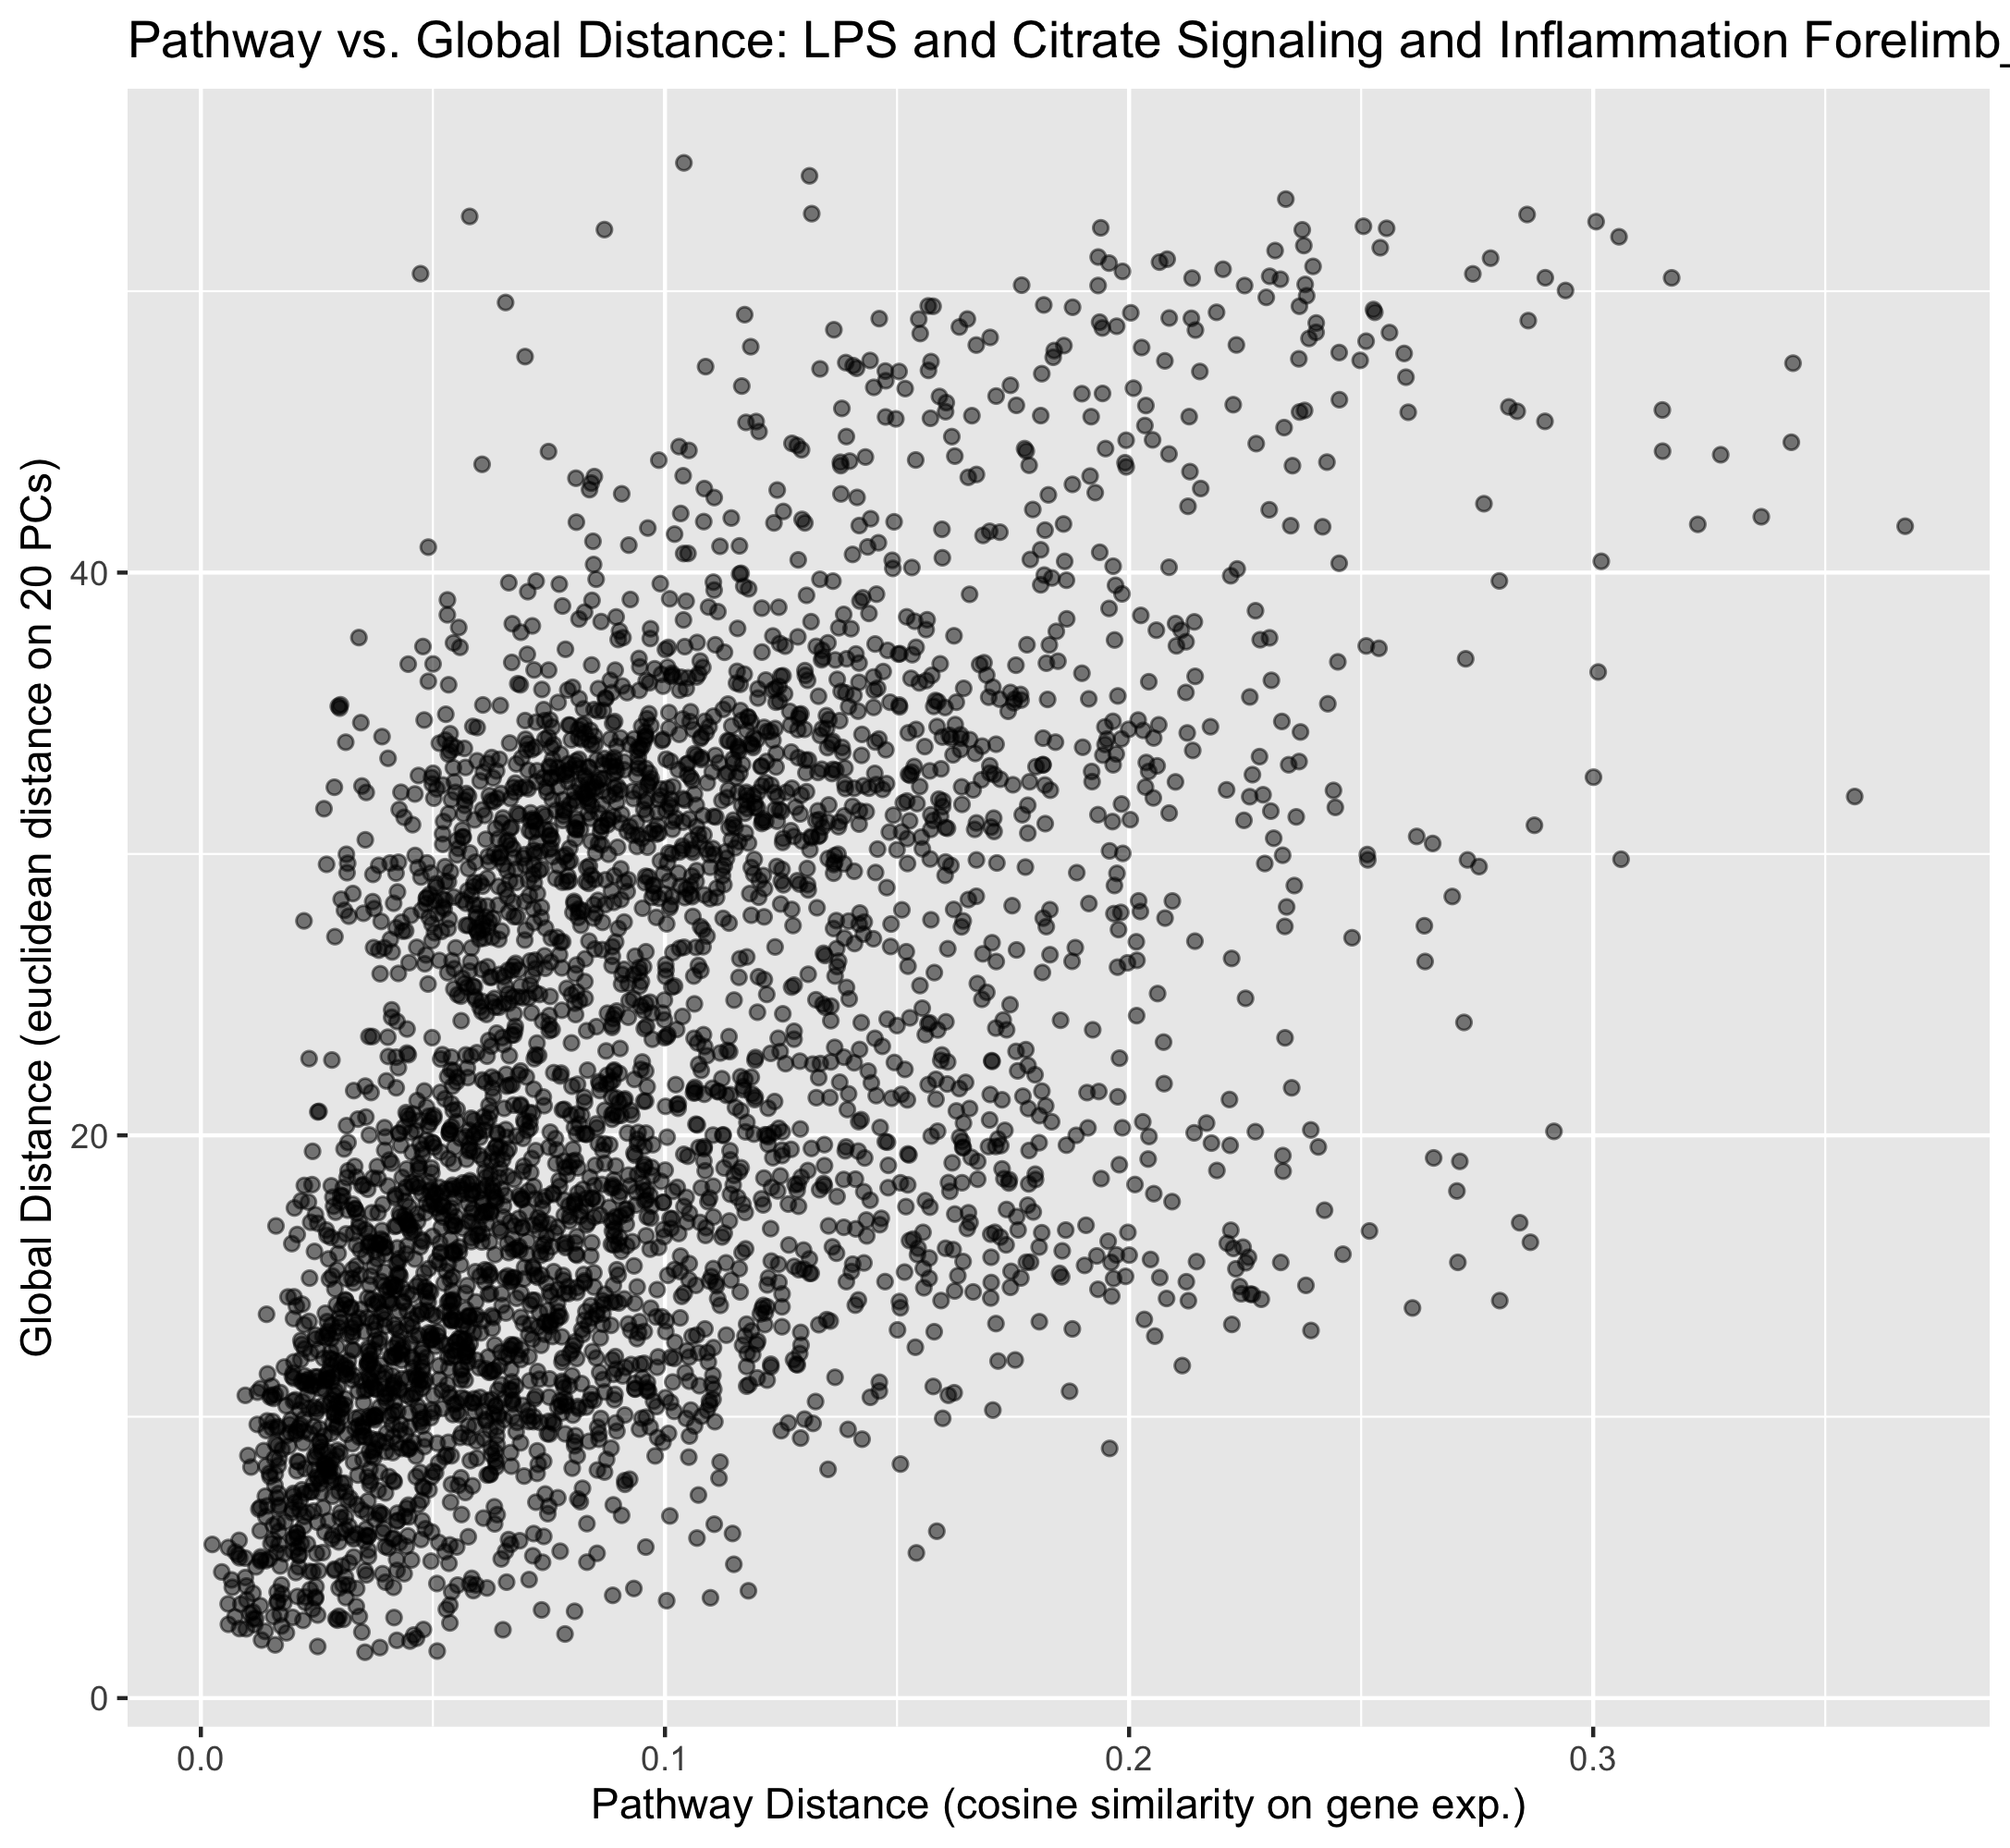 Pathway vs. Global Distance: LPS and Citrate Signaling and Inflammation Forelimb_
Global Distance (euclidean distance on 20 PCs)
40
20
0
0.0
0.1
0.2
0.3
Pathway Distance (cosine similarity on gene exp.)